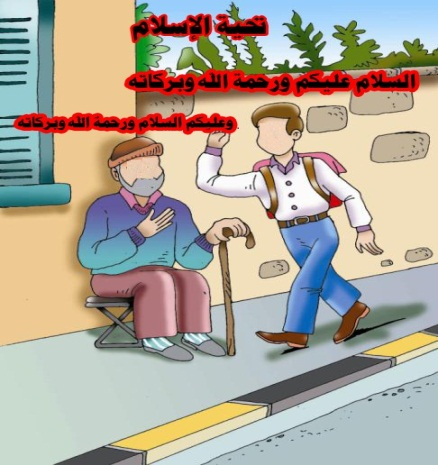 تحية الإسلام
السلام عليكم ورحمة الله وبركاته
وعليكم السلام ورحمة الله وبركاته